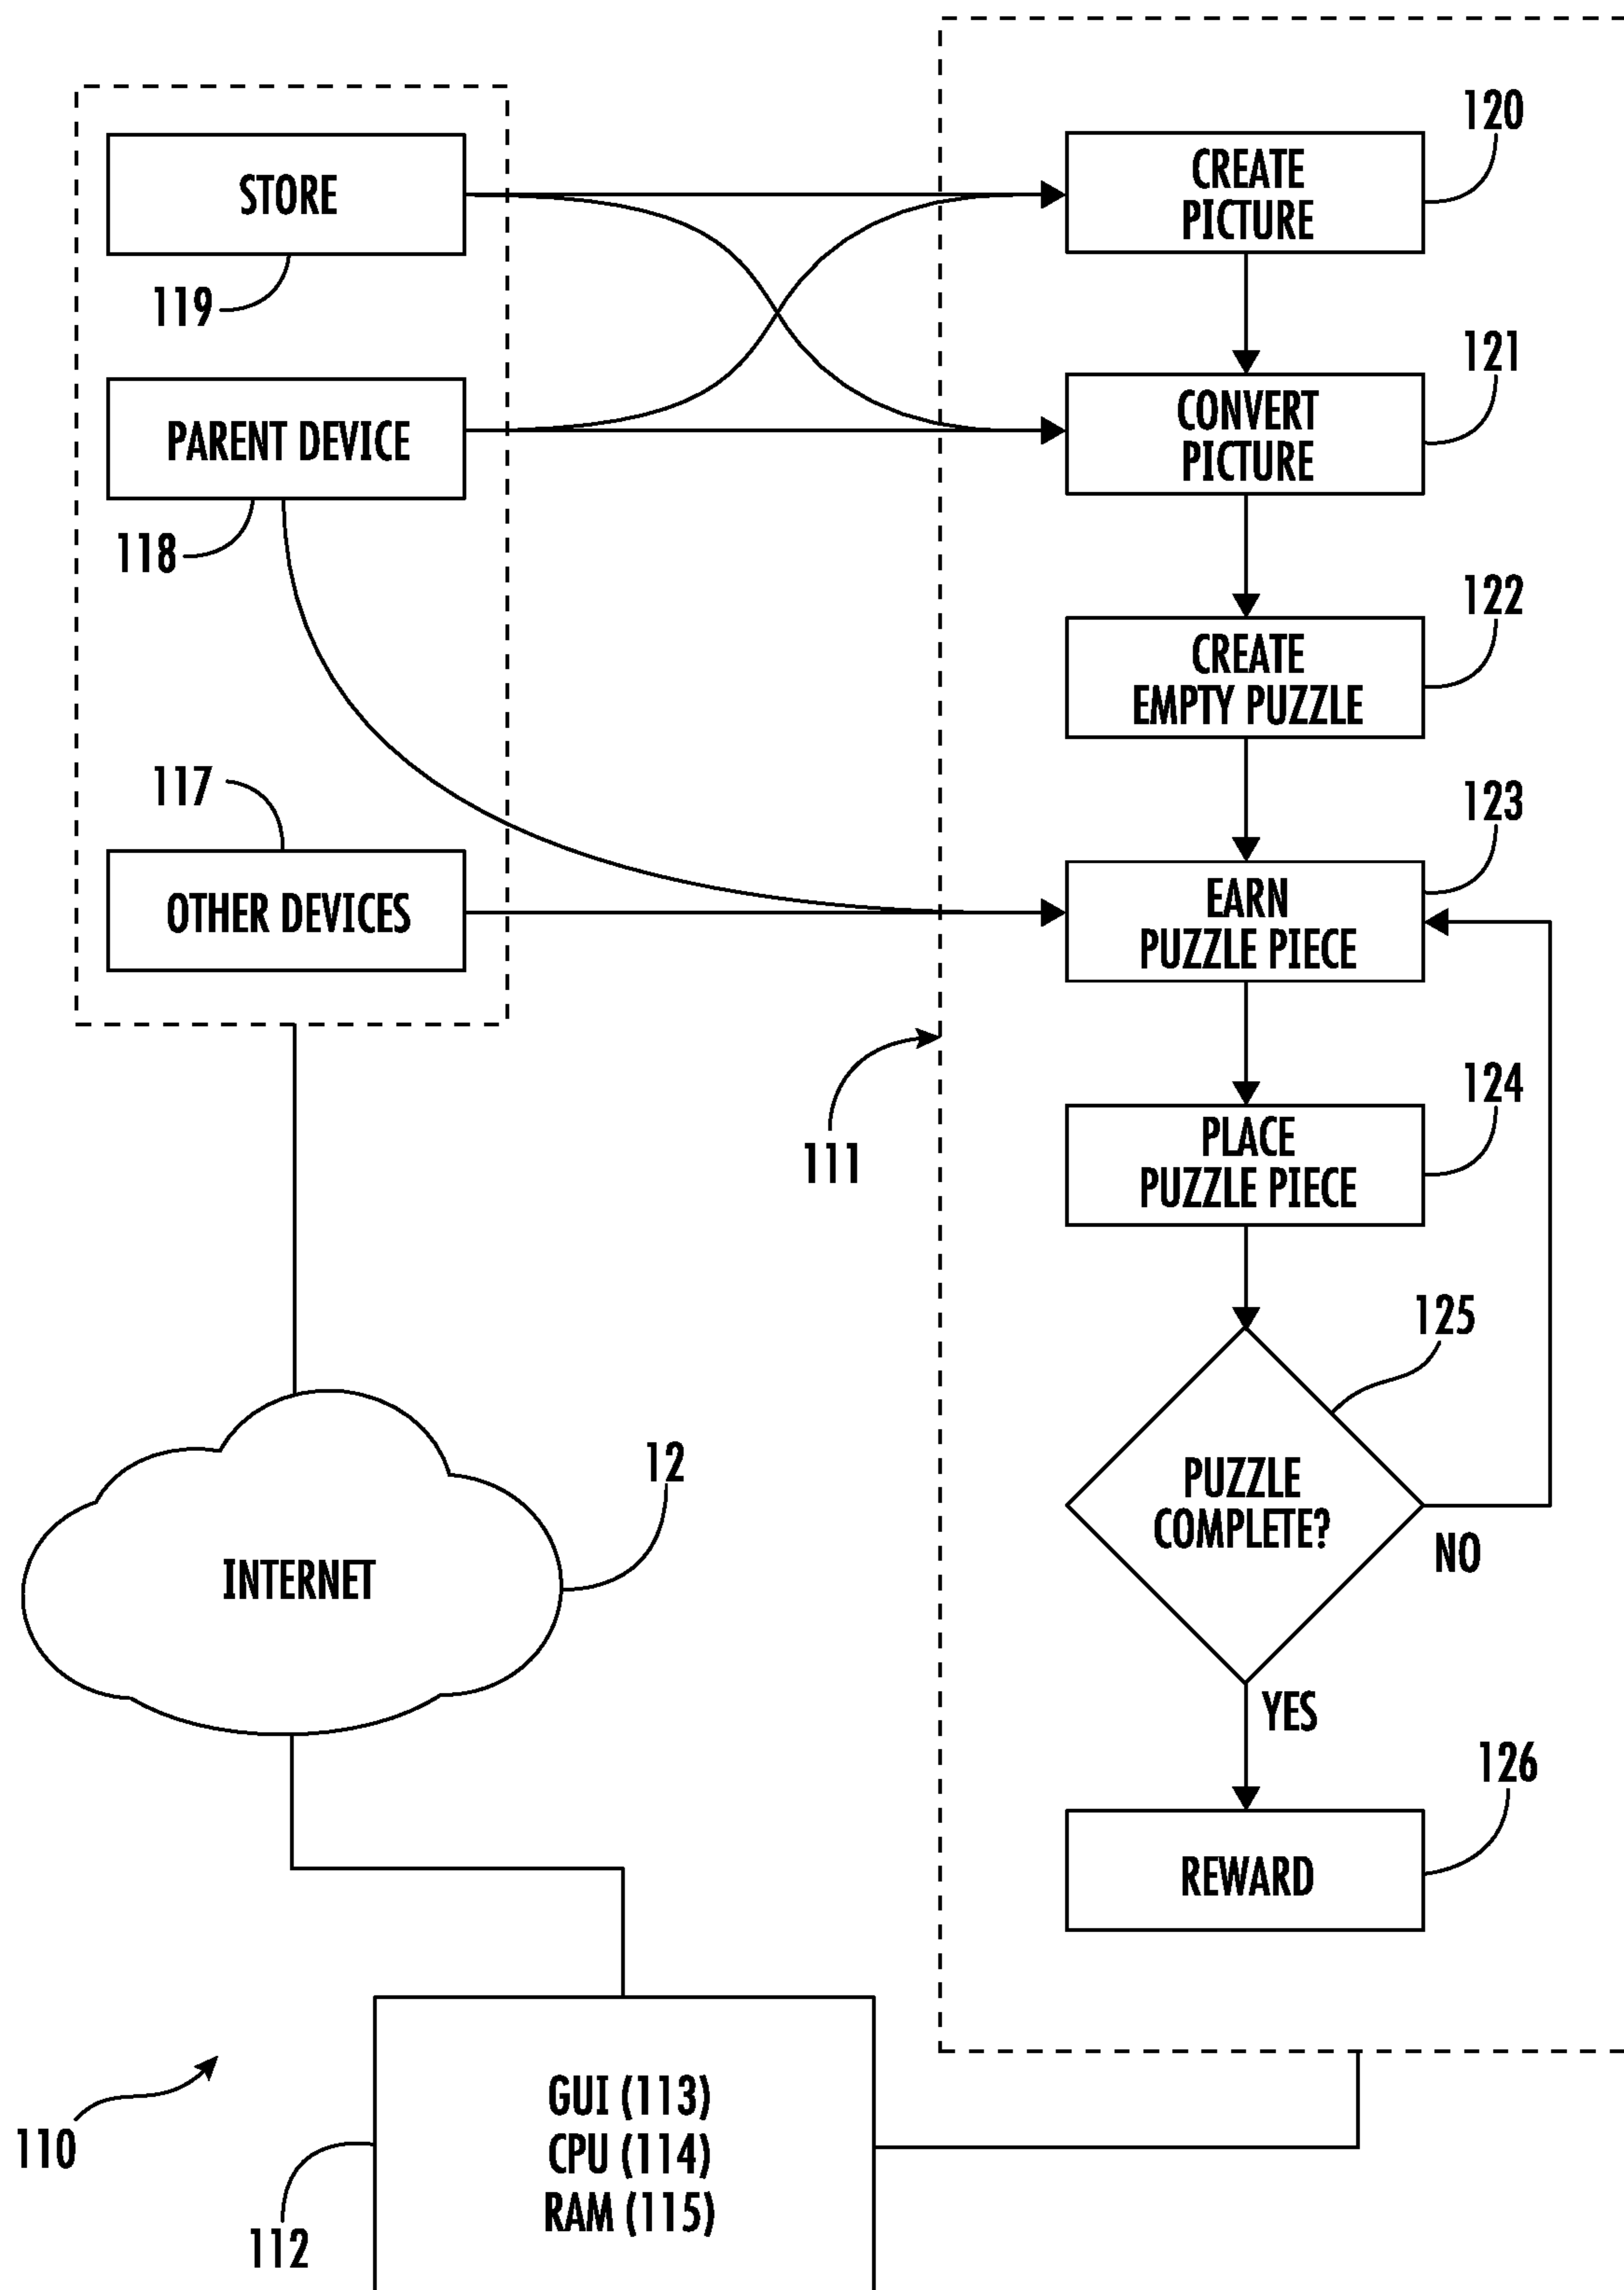 STORE
119
PARENT DEVICE
118
117
OTHER DEVICES
INTERNET
12
110
112
GUI (113)
CPU (114)
RAM (115)
111
120
CREATE
PICTURE
121
CONVERT
PICTURE
122
CREATE
EMPTY PUZZLE
123
EARN
PUZZLE PIECE
124
PLACE
PUZZLE PIECE
125
PUZZLE
COMPLETE?
NO
YES
126
REWARD